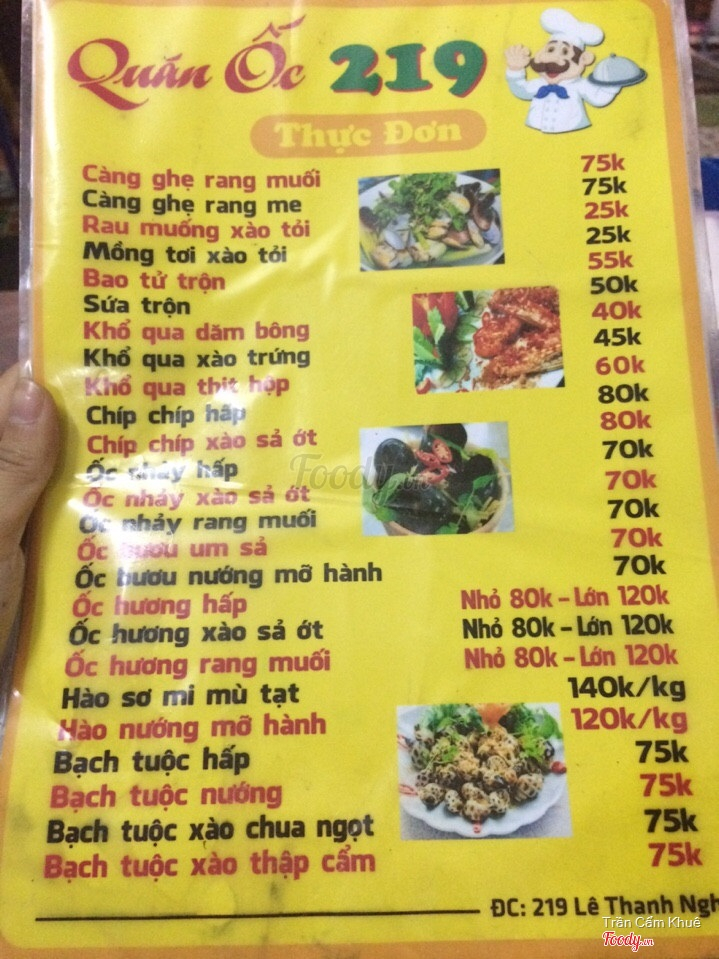 Quán Ốc 219
Thực Đơn
Càng ghẹ rang muối 75k
Càng ghẹ rang me 75k
Rau muống xào tỏi 25k
Mồng tơi xào tỏi 25k
Bao tử trộn 55k
Sứa trộn 50k
Khổ qua dăm bông 40k
Khổ qua xào trứng 45k
Khổ qua thịt hộp 60k
Chíp chíp hấp 80k
Chíp chíp xào sả ớt 80k
Ốc nháy hấp 70k
Ốc nháy xào sả ớt 70k
Ốc nháy rang muối 70k
Ốc bươu um sả 70k
Ốc bươu nướng mỡ hành 70k
Ốc hương hấp Nhỏ 80k – Lớn 120k
Ốc hương xào sả ớt Nhỏ 80k – Lớn 120k
Ốc hương rang muối Nhỏ 80k – Lớn 120k
Hào sơ mi mù tạt 140k/kg
Hào nướng mỡ hành 120k/kg
Bạch tuộc hấp 75k
Bạch tuộc nướng 75k
Bạch tuộc xào chua ngọt 75k
Bạch tuộc xào thập cẩm 75k
ĐC: 219 Lê Thanh Ngh
Foody.vn
Trần Cẩm Khuê
Foody.vn